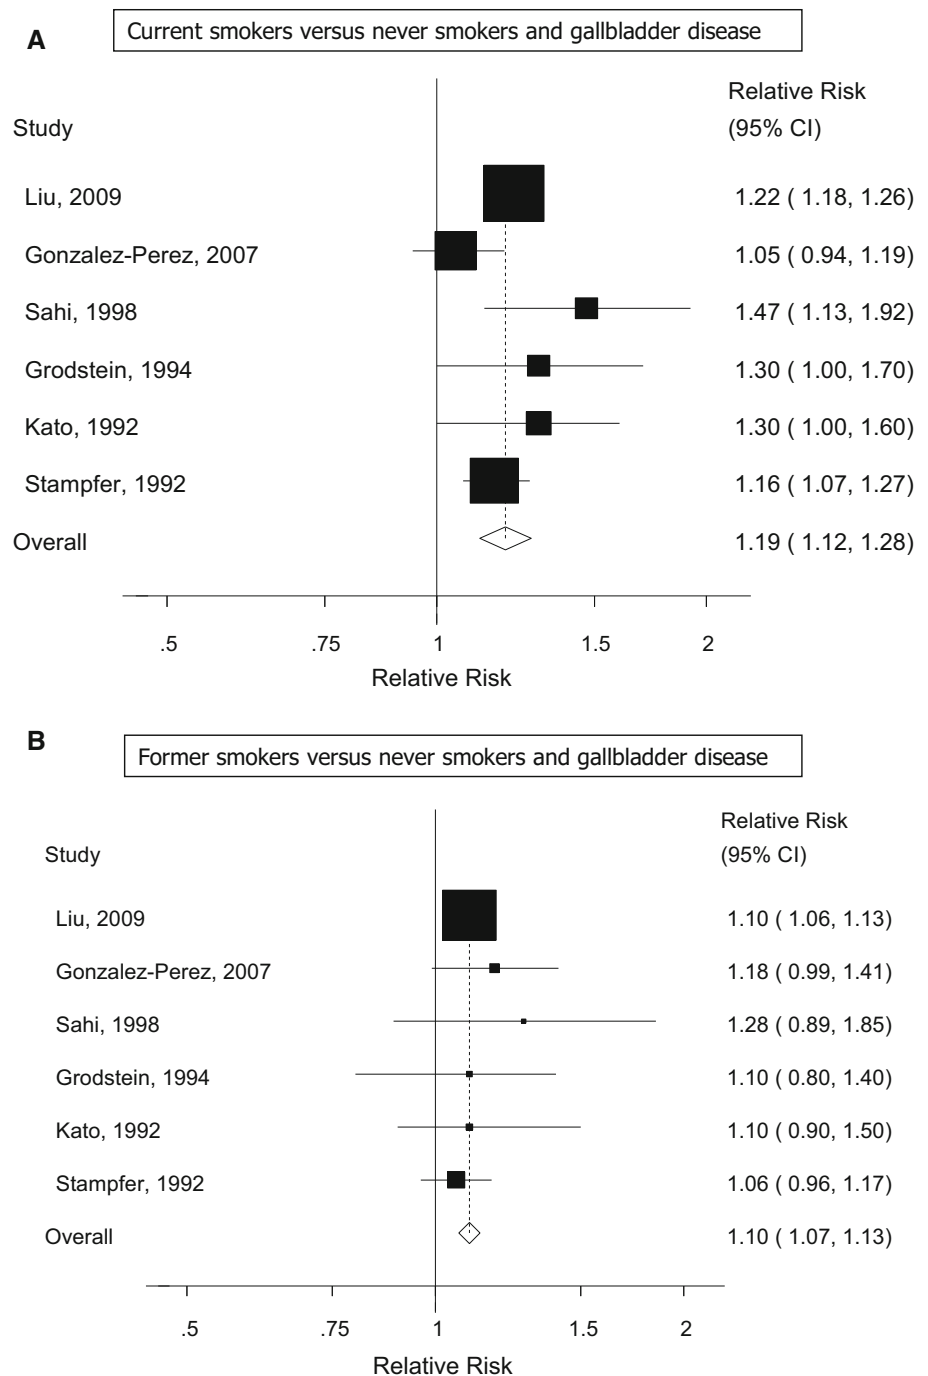 A
Current smokers versus never smokers and gallbladder disease
Relative Risk
Study (95% CI)
Liu, 2009 1.22 ( 1.18, 1.26)
Gonzalez-Perez, 2007 1.05 ( 0.94, 1.19)
Sahi, 1998 1.47 ( 1.13, 1.92)
Grodstein, 1994 1.30 ( 1.00, 1.70)
Kato, 1992 1.30 ( 1.00, 1.60)
Stampfer, 1992 1.16 ( 1.07, 1.27)
Overall 1.19 ( 1.12, 1.28)
.5 .75 1 1.5 2
Relative Risk
B
Former smokers versus never smokers and gallbladder disease
Relative Risk
Study (95% CI)
Liu, 2009 1.10 ( 1.06, 1.13)
Gonzalez-Perez, 2007 1.18 ( 0.99, 1.41)
Sahi, 1998 1.28 ( 0.89, 1.85)
Grodstein, 1994 1.10 ( 0.80, 1.40)
Kato, 1992 1.10 ( 0.90, 1.50)
Stampfer, 1992 1.06 ( 0.96, 1.17)
Overall 1.10 ( 1.07, 1.13)
.5 .75 1 1.5 2
Relative Risk